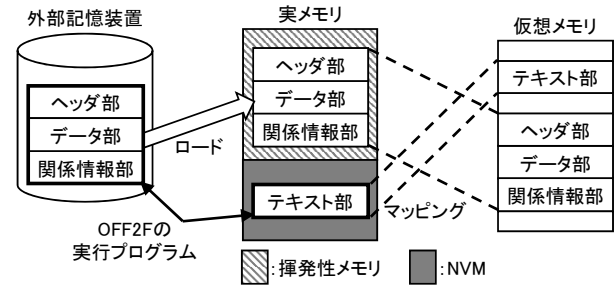 外部記憶装置
ヘッダ部
データ部
関係情報部
ロード
OFF2Fの
実行プログラム
実メモリ
ヘッダ部
データ部
関係情報部
テキスト部
マッピング
仮想メモリ
テキスト部
ヘッダ部
データ部
関係情報部
:揮発性メモリ
:NVM